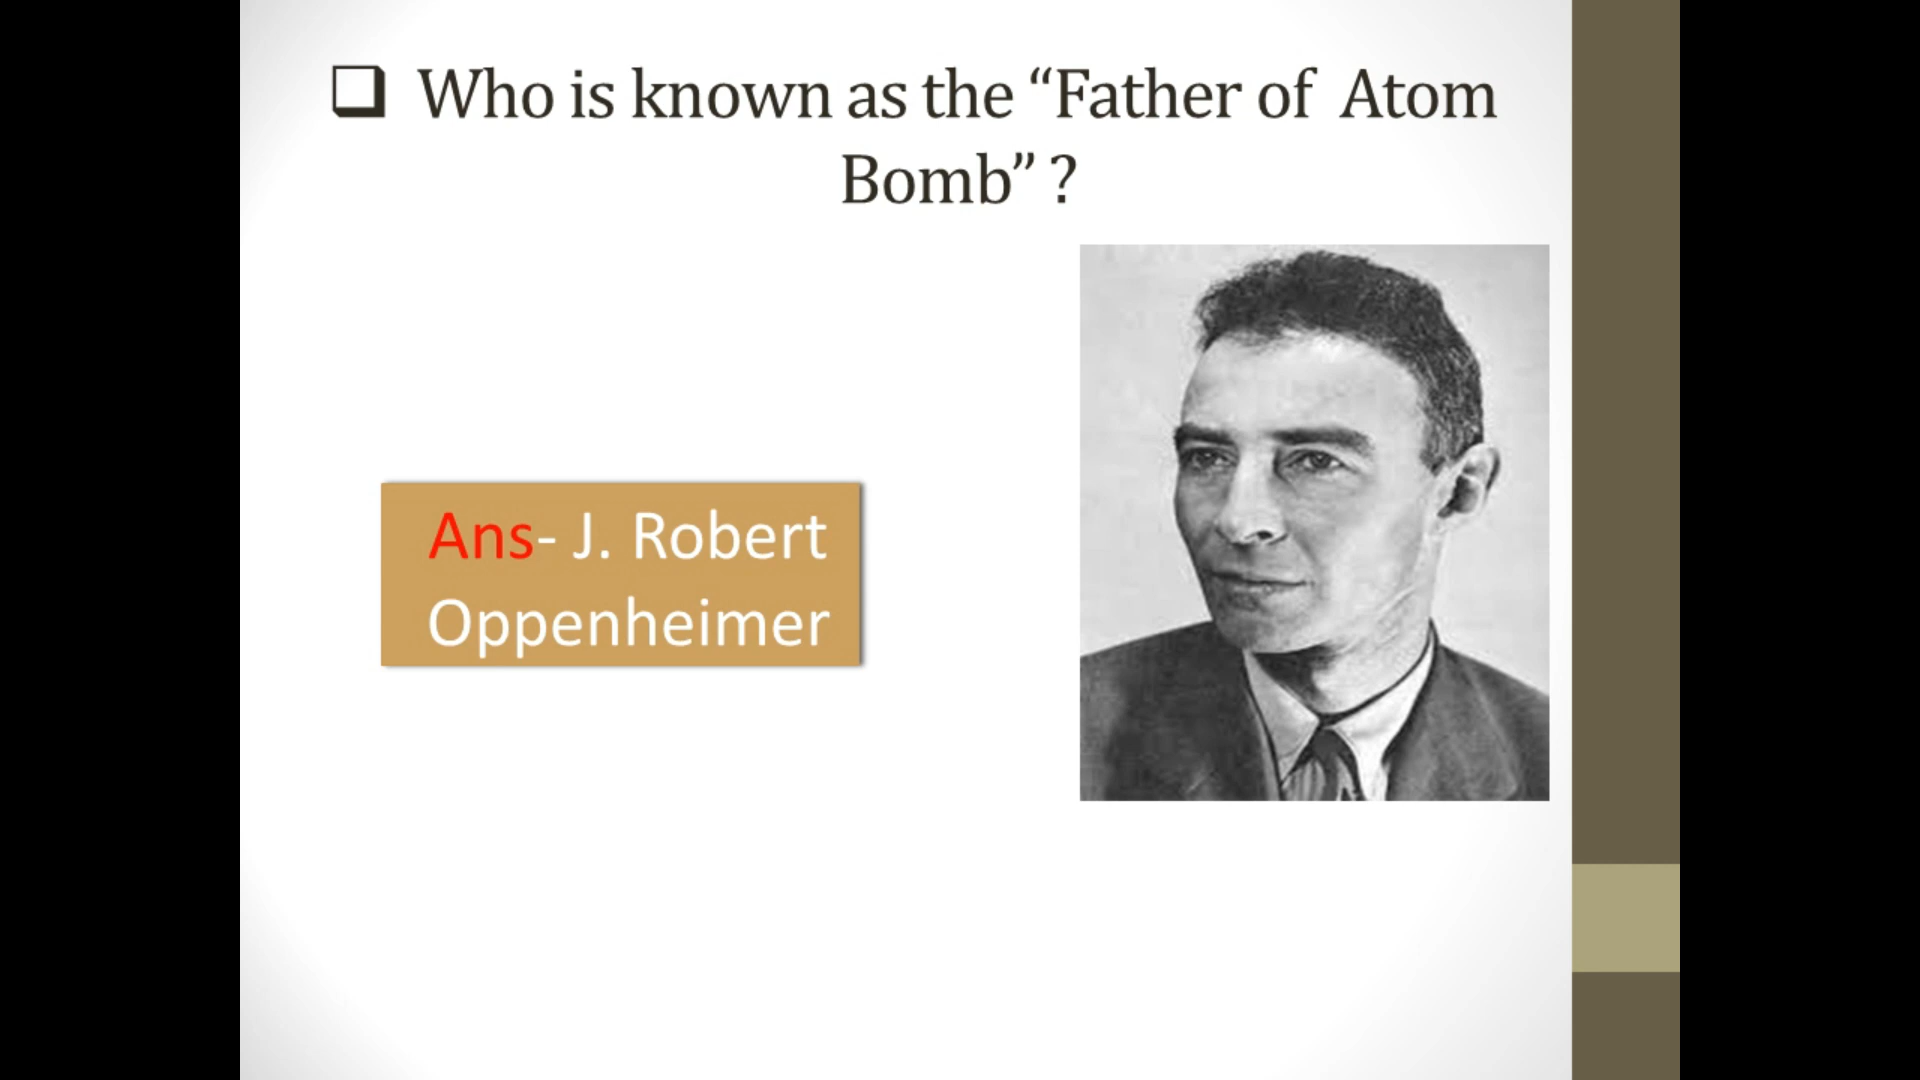 Who is known as the “Father of Atom
Bomb” ?
Ans- J. Robert
Oppenheimer